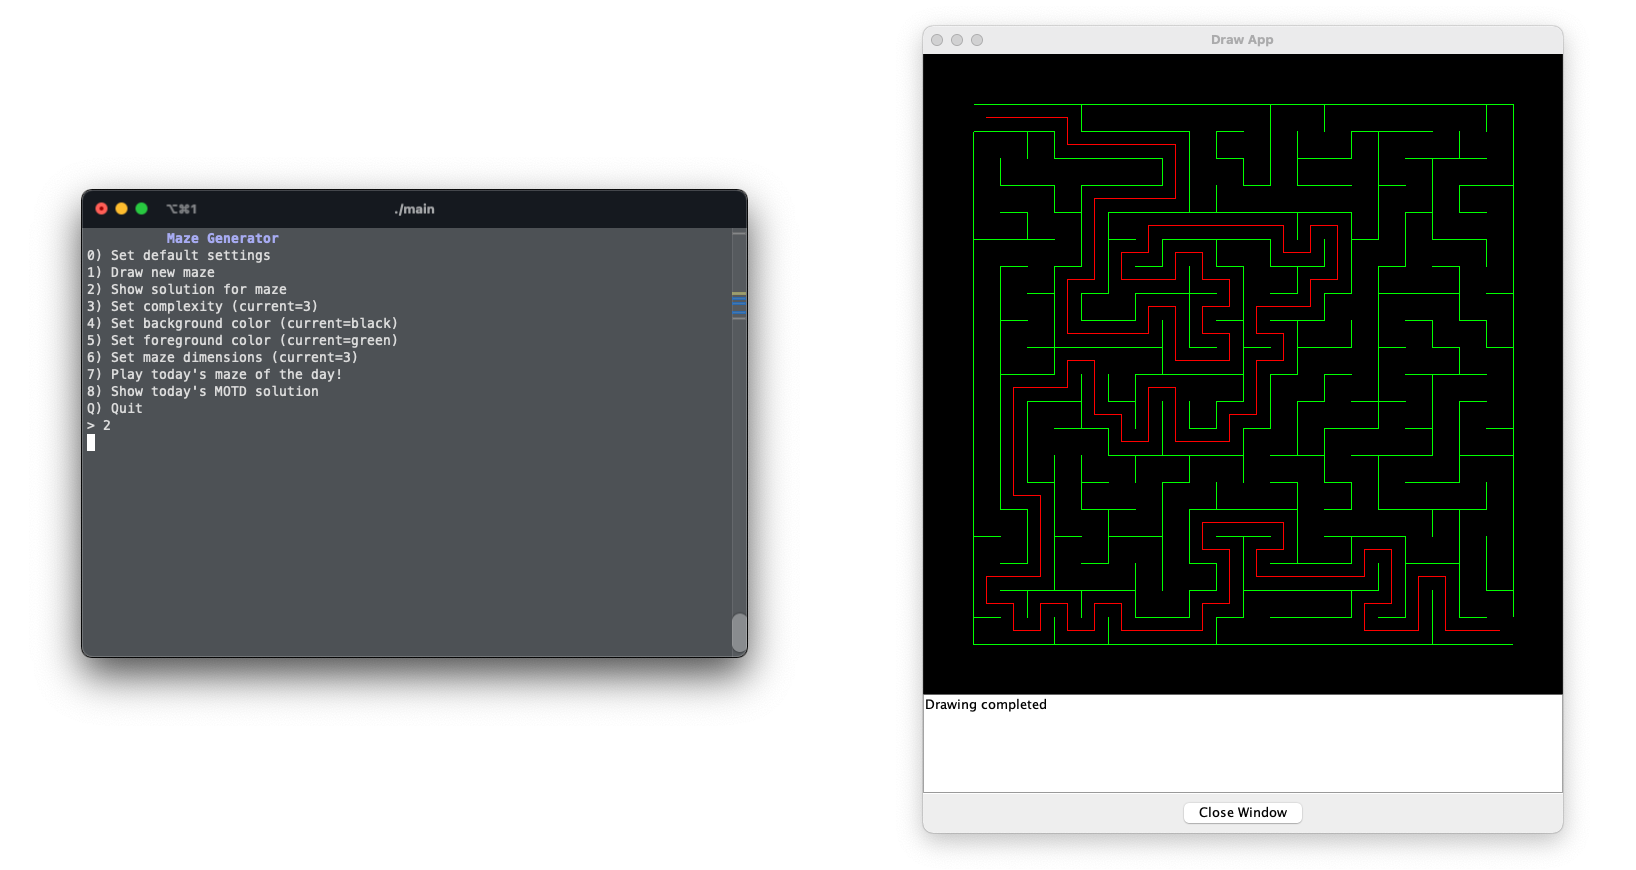 ⌥⌘1
./main
Maze Generator
0) Set default settings
1) Draw new maze
2) Show solution for maze
3) Set complexity (current=3)
4) Set background color (current=black)
5) Set foreground color (current=green)
6) Set maze dimensions (current=3)
7) Play today's maze of the day!
8) Show today's MOTD solution
Q) Quit
> 2
Draw App
Drawing completed
Close Window